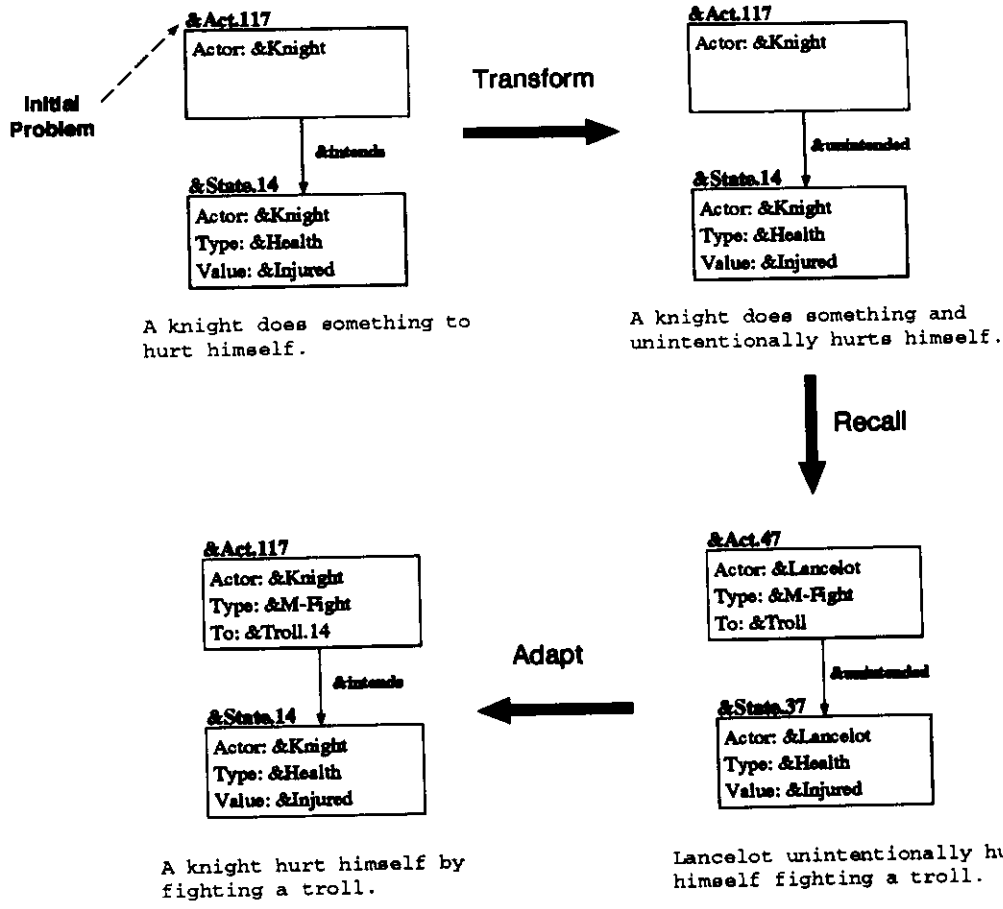 &Act.117
Actor: &Knight
Initial
Problem
&intends
&State.14
Actor: &Knight
Type: &Health
Value: &Injured
A knight does something to
hurt himself.
Transform
&Act.117
Actor: &Knight
&unintended
&State.14
Actor: &Knight
Type: &Health
Value: &Injured
A knight does something and
unintentionally hurts himself.
Recall
&Act.47
Actor: &Lancelot
Type: &M-Fight
To: &Troll
&unintended
&State.37
Actor: &Lancelot
Type: &Health
Value: &Injured
Lancelot unintentionally hu
himself fighting a troll.
Adapt
&Act.117
Actor: &Knight
Type: &M-Fight
To: &Troll.14
&intends
&State.14
Actor: &Knight
Type: &Health
Value: &Injured
A knight hurt himself by
fighting a troll.